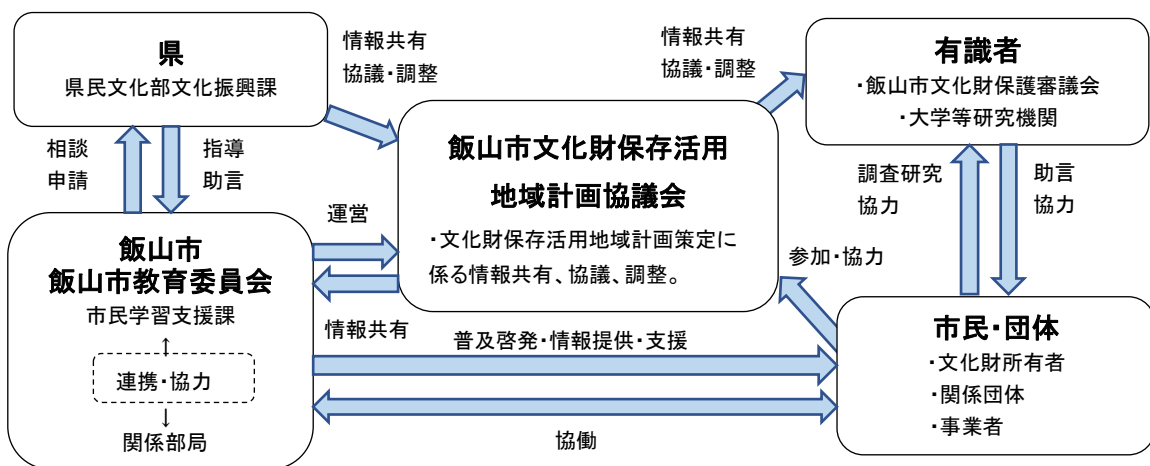 県
県民文化部文化振興課
情報共有
協議・調整
情報共有
協議・調整
有識者
・飯山市文化財保護審議会
・大学等研究機関
相談
申請
指導
助言
飯山市文化財保存活用
地域計画協議会
・文化財保存活用地域計画策定に
係る情報共有、協議、調整。
調査研究
協力
助言
協力
運営
飯山市
飯山市教育委員会
市民学習支援課
連携・協力
関係部局
情報共有
参加・協力
普及啓発・情報提供・支援
協働
市民・団体
・文化財所有者
・関係団体
・事業者